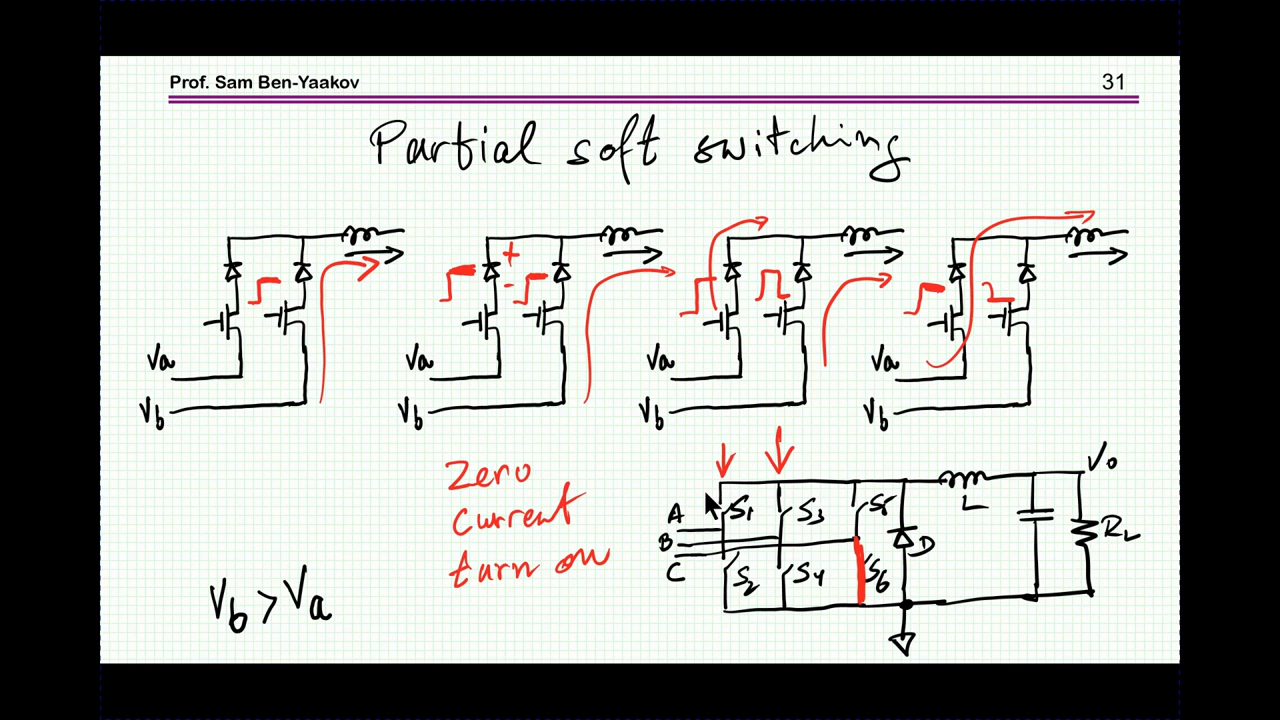 Prof. Sam Ben-Yaakov
31
Partial soft switching
+
-
Va
Vb
Va
Vb
Va
Vb
Va
Vb
Zero
current
turn on
Vb > Va
A
B
C
S1
S3
S5
S2
S4
S6
D
L
Vo
RL